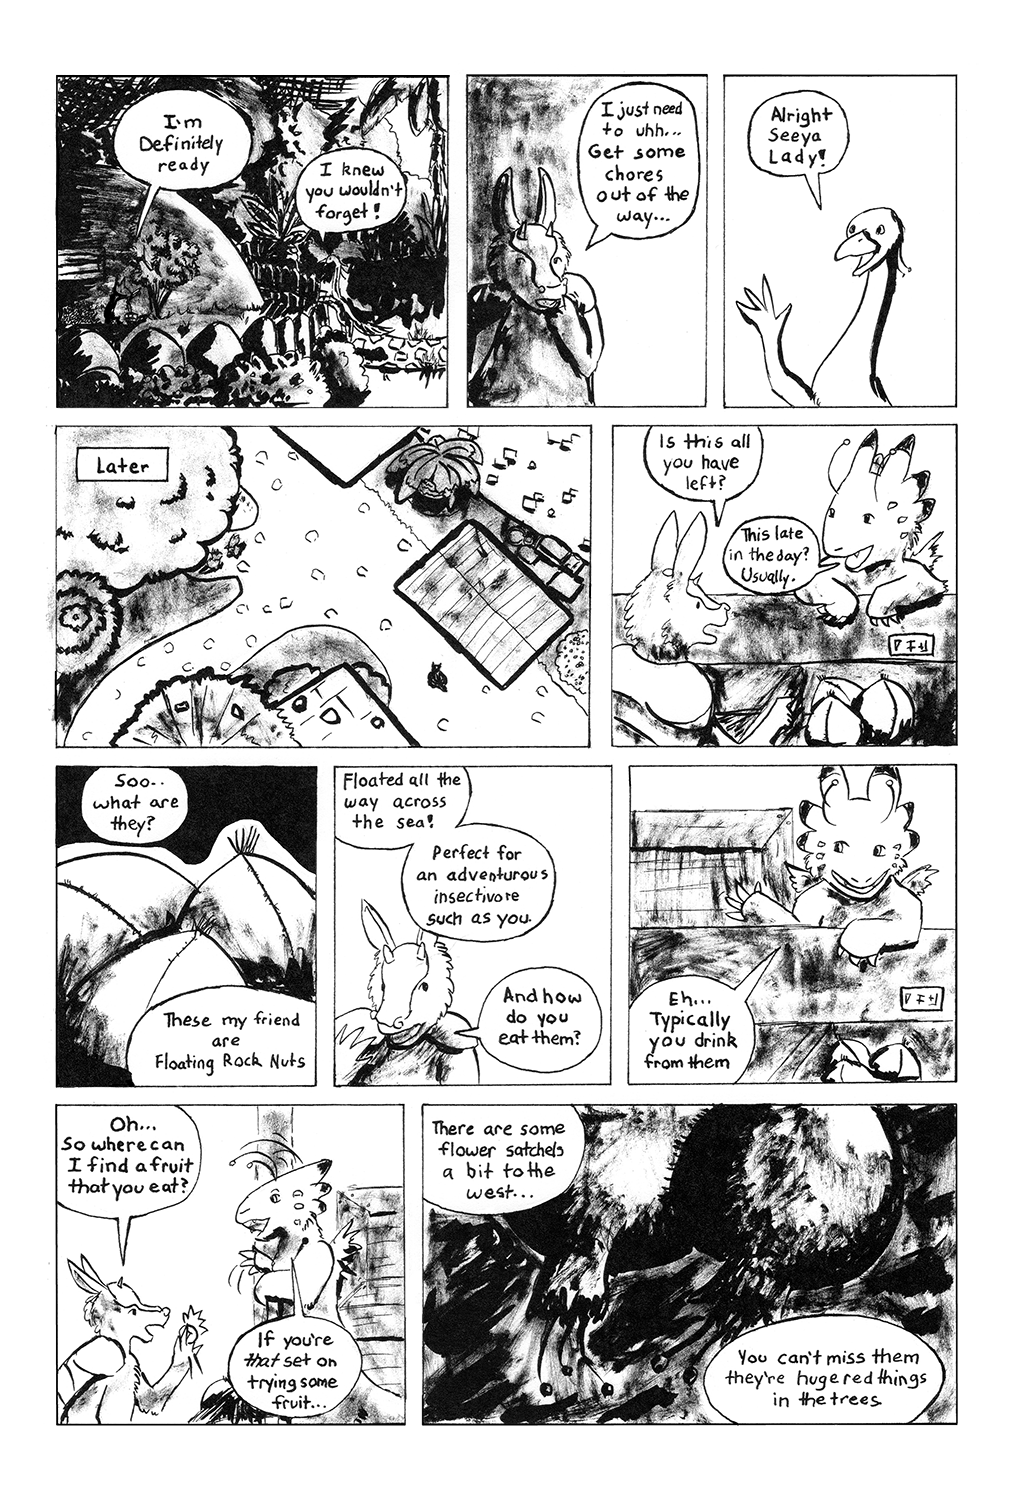 I'm
Definitely
ready
I knew
you wouldn't
forget!
I just need
to uhh...
Get some
chores
out of the
way...
Alright
Seeya
Lady!
Later
Is this all
you have
left?
This late
in the day?
Usually.
Soo..
what are
they?
These my friend
are
Floating Rock Nuts
Floated all the
way across
the sea!
Perfect for
an adventurous
insectivore
such as you.
And how
do you
eat them?
Eh...
Typically
you drink
from them
Oh...
So where can
I find a fruit
that you eat?
If you're
that set on
trying some
fruit...
There are some
flower satchels
a bit to the
west...
You can't miss them
they're huge red things
in the trees